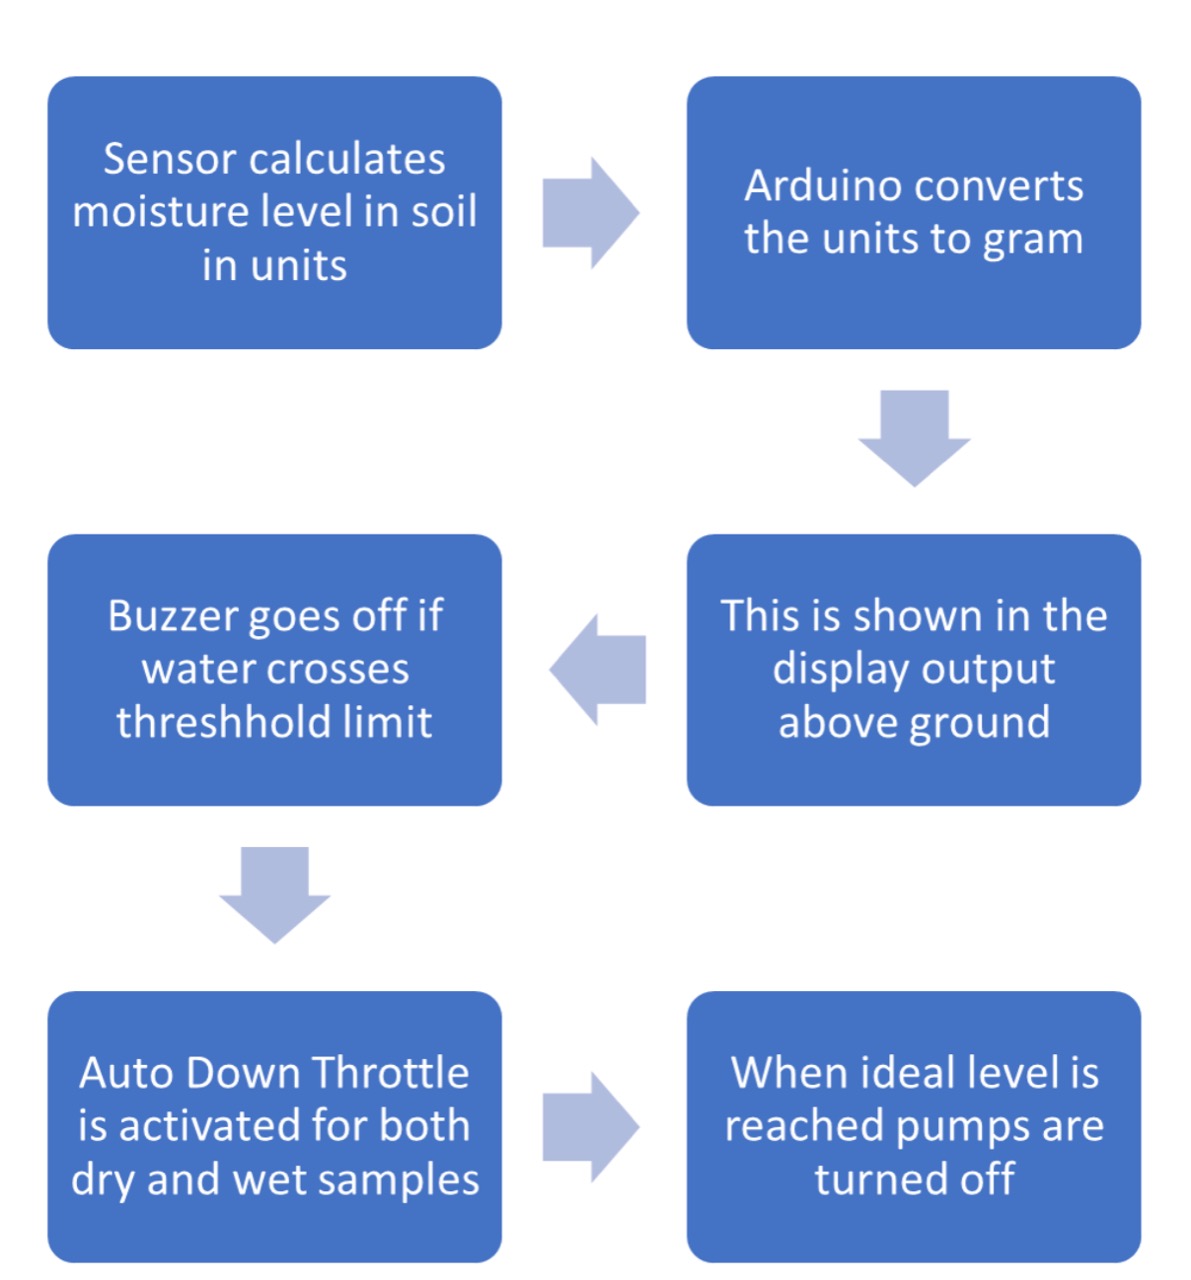 Sensor calculates
moisture level in soil
in units
Arduino converts
the units to gram
This is shown in the
display output
above ground
Buzzer goes off if
water crosses
threshhold limit
Auto Down Throttle
is activated for both
dry and wet samples
When ideal level is
reached pumps are
turned off